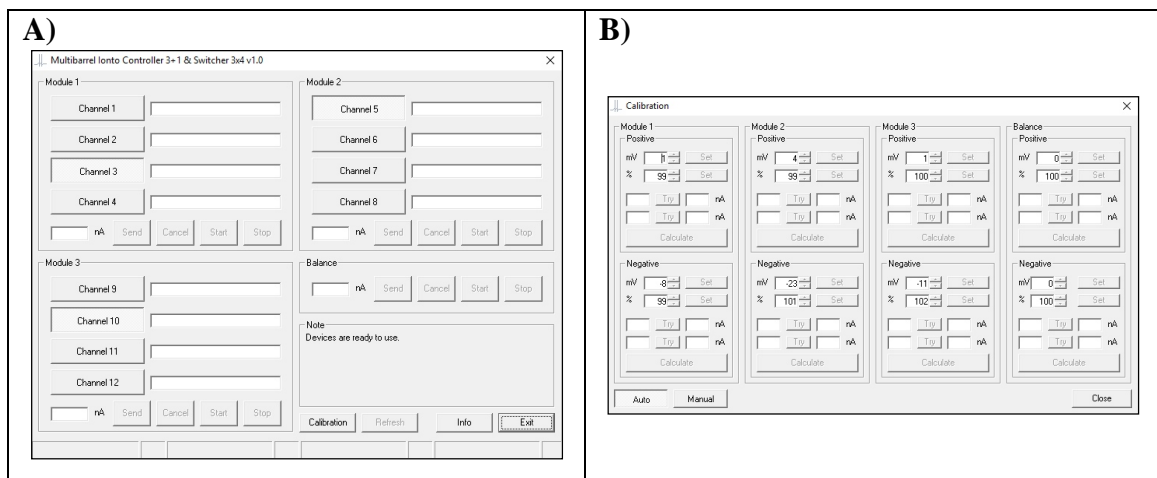 A)
Multibarrel Ionto Controller 3+1 & Switcher 3x4 v1.0
Module 1
Channel 1
Channel 2
Channel 3
Channel 4
nA Send Cancel Start Stop
Module 2
Channel 5
Channel 6
Channel 7
Channel 8
nA Send Cancel Start Stop
Module 3
Channel 9
Channel 10
Channel 11
Channel 12
nA Send Cancel Start Stop
Balance
nA Send Cancel Start Stop
Note
Devices are ready to use.
Calibration Refresh Info Exit
B)
Calibration
Module 1
Positive
mV 1 Set
% 99 Set
Try nA
Try nA
Calculate
Negative
mV -8 Set
% 99 Set
Try nA
Try nA
Calculate
Module 2
Positive
mV 4 Set
% 99 Set
Try nA
Try nA
Calculate
Negative
mV -23 Set
% 101 Set
Try nA
Try nA
Calculate
Module 3
Positive
mV 1 Set
% 100 Set
Try nA
Try nA
Calculate
Negative
mV -11 Set
% 102 Set
Try nA
Try nA
Calculate
Balance
Positive
mV 0 Set
% 100 Set
Try nA
Try nA
Calculate
Negative
mV 0 Set
% 100 Set
Try nA
Try nA
Calculate
Auto Manual Close